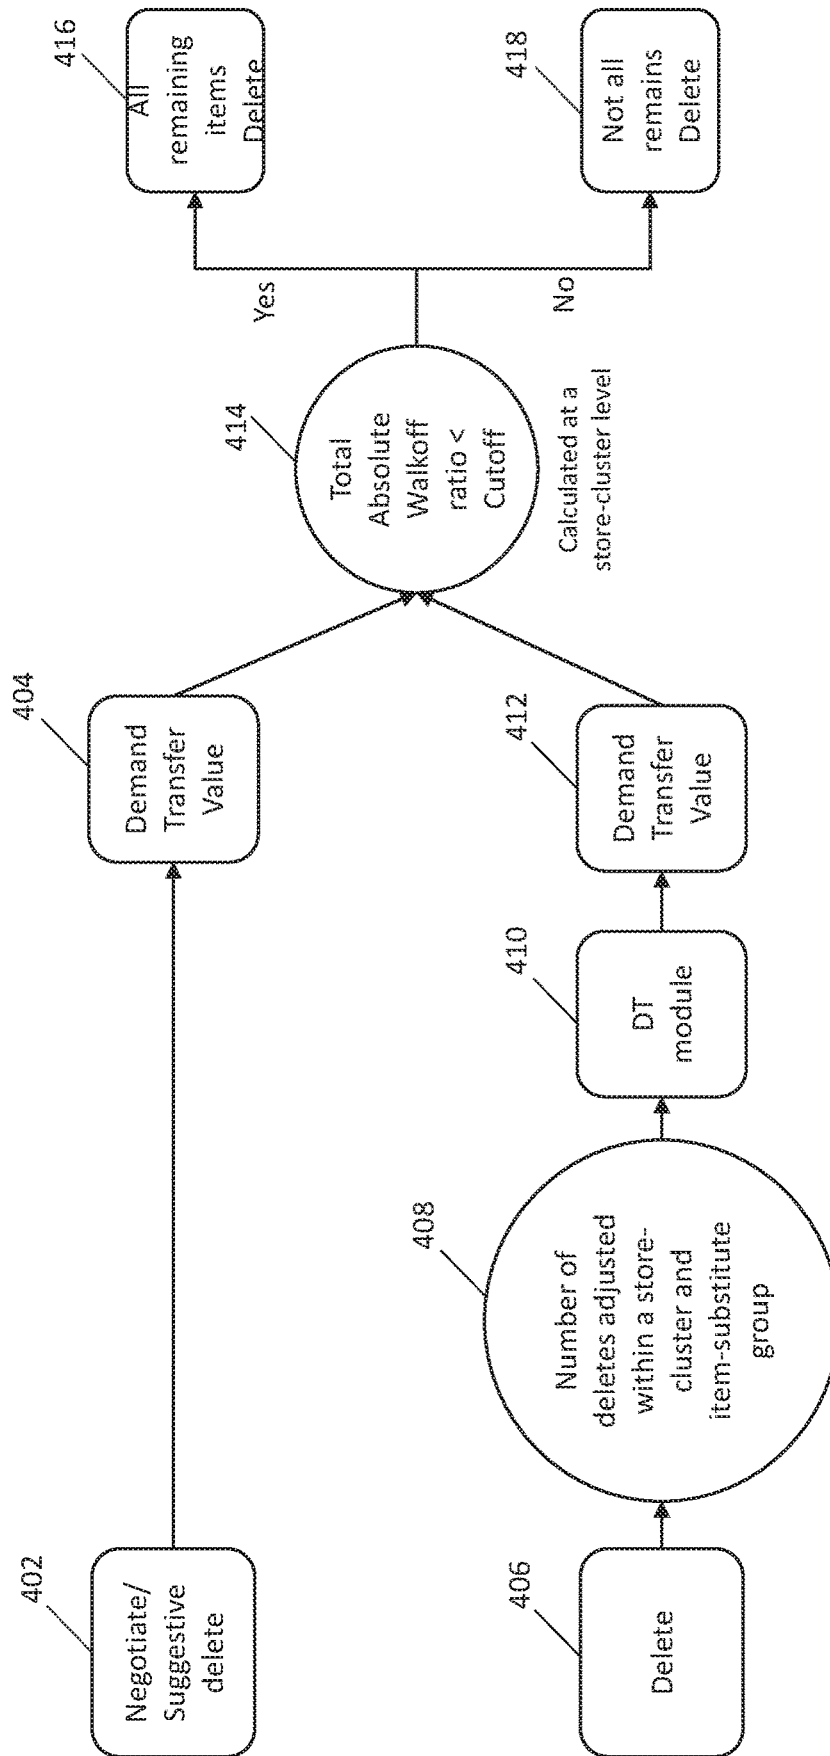 402
Negotiate/
Suggestive
delete
404
Demand
Transfer
Value
406
Delete
408
Number of
deletes adjusted
within a store-
cluster and
item-substitute
group
410
DT
module
412
Demand
Transfer
Value
414
Total
Absolute
Walkoff
ratio <
Cutoff
Calculated at a
store-cluster level
Yes
No
416
All
remaining
items
Delete
418
Not all
remains
Delete